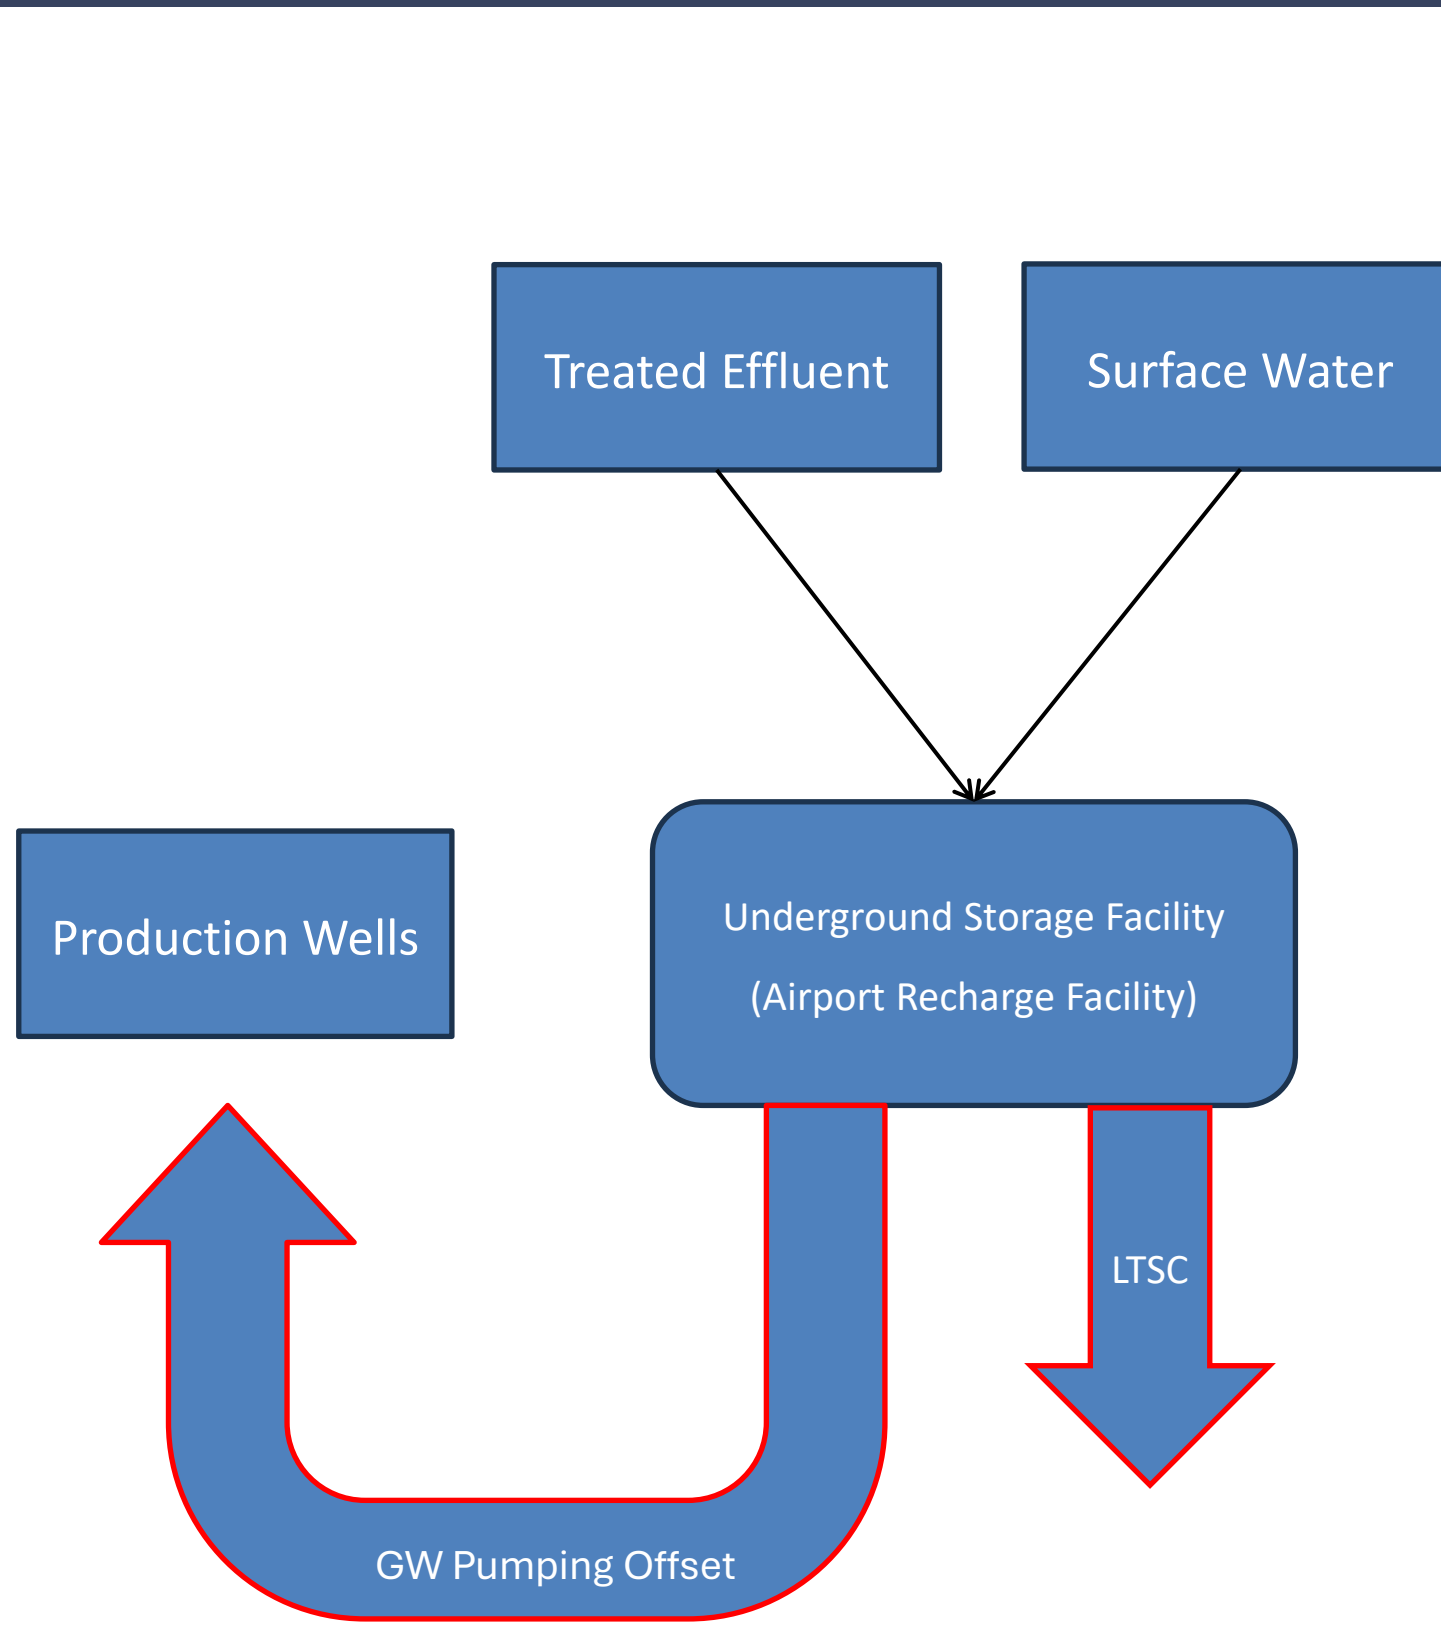 Treated Effluent
Surface Water
Production Wells
Underground Storage Facility
(Airport Recharge Facility)
LTSC
GW Pumping Offset